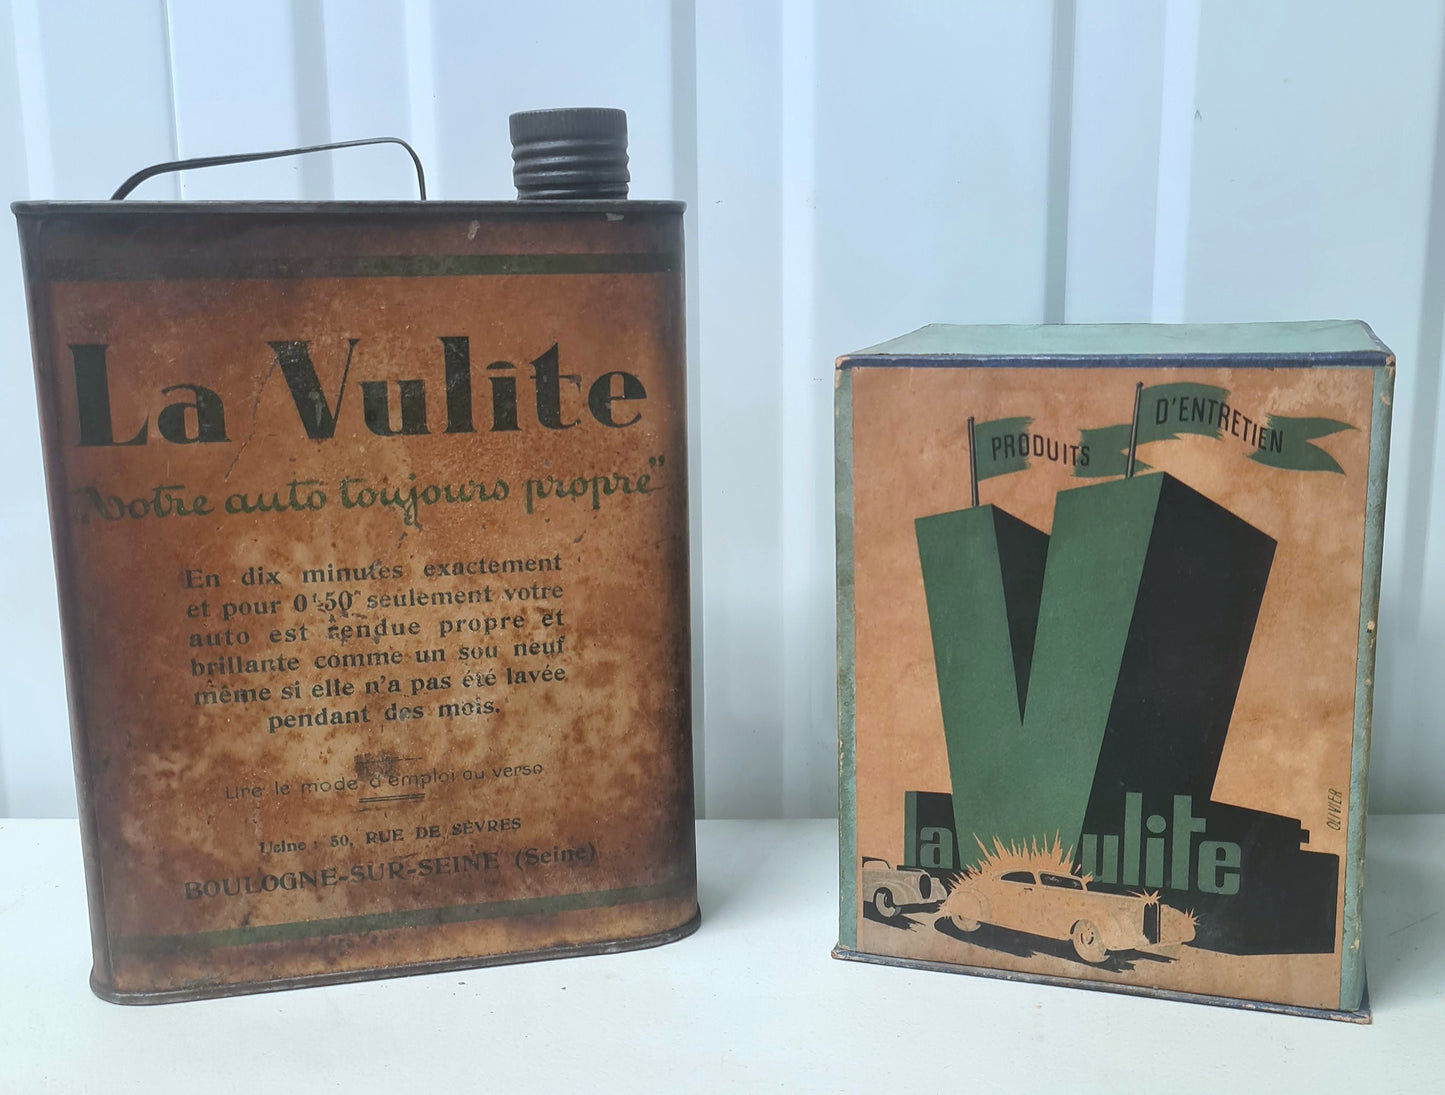 La Vulite
"Votre auto toujours propre"
En dix minutes exactement
et pour 0f.50 seulement votre
auto est rendue propre et
brillante comme un sou neuf
même si elle n'a pas été lavée
pendant des mois.
Lire le mode d'emploi au verso
Usine : 50, RUE DE SÈVRES
BOULOGNE-SUR-SEINE (Seine)
PRODUITS D'ENTRETIEN
la Vulite
OLIVIER